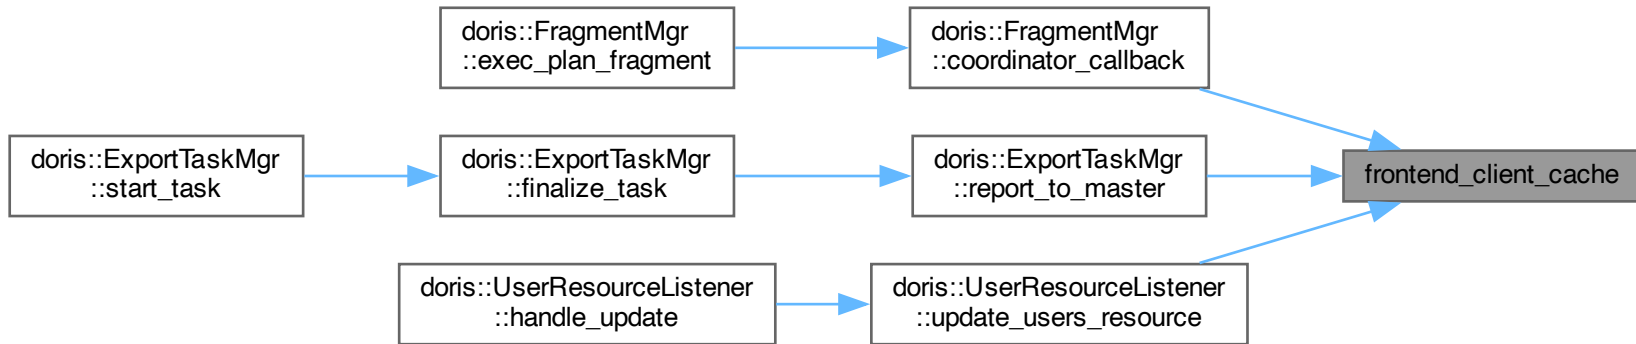 doris::FragmentMgr
::exec_plan_fragment
doris::FragmentMgr
::coordinator_callback
doris::ExportTaskMgr
::start_task
doris::ExportTaskMgr
::finalize_task
doris::ExportTaskMgr
::report_to_master
frontend_client_cache
doris::UserResourceListener
::handle_update
doris::UserResourceListener
::update_users_resource